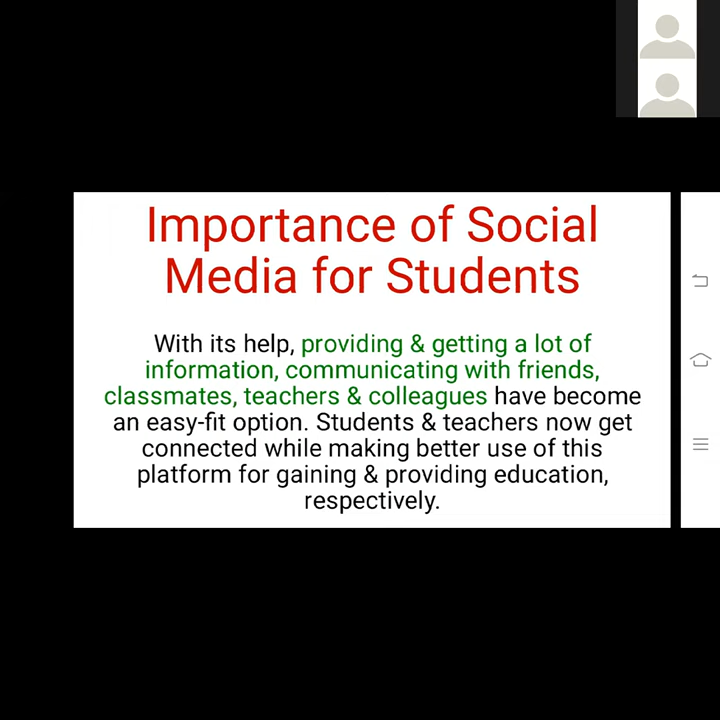 Importance of Social
Media for Students
With its help, providing & getting a lot of
information, communicating with friends,
classmates, teachers & colleagues have become
an easy-fit option. Students & teachers now get
connected while making better use of this
platform for gaining & providing education,
respectively.